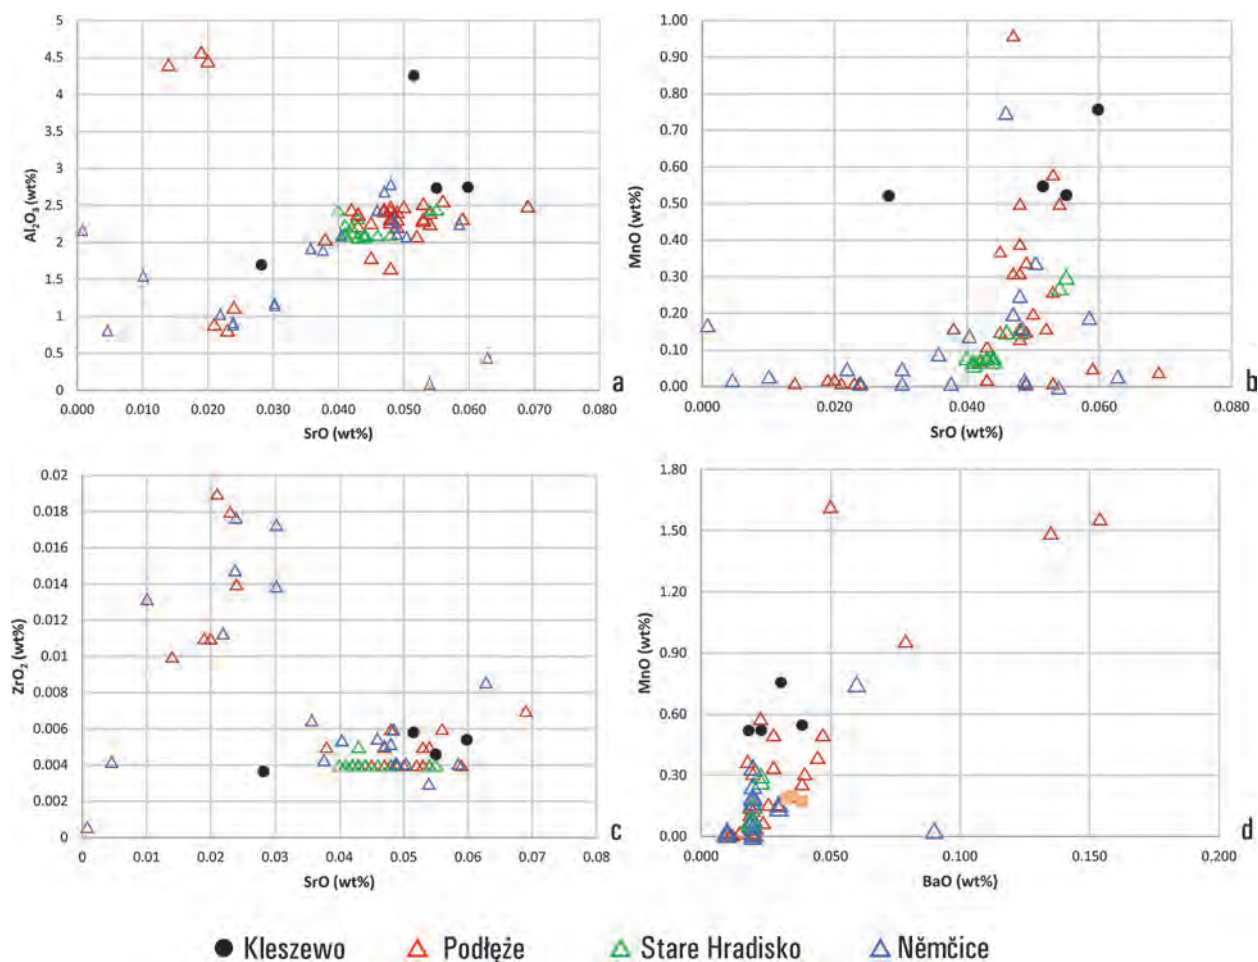 5
4.5
4
3.5
3
2.5
2
1.5
1
0.5
0
Al₂O₃ (wt%)
0.000 0.010 0.020 0.030 0.040 0.050 0.060 0.070 0.080
SrO (wt%)
a
1.00
0.90
0.80
0.70
0.60
0.50
0.40
0.30
0.20
0.10
0.00
MnO (wt%)
0.000 0.020 0.040 0.060 0.080
SrO (wt%)
b
0.02
0.018
0.016
0.014
0.012
0.01
0.008
0.006
0.004
0.002
0
ZrO₂ (wt%)
0 0.01 0.02 0.03 0.04 0.05 0.06 0.07 0.08
SrO (wt%)
c
1.80
1.50
1.20
0.90
0.60
0.30
0.00
MnO (wt%)
0.000 0.050 0.100 0.150 0.200
BaO (wt%)
d
Kleszewo Podłęże Stare Hradisko Němčice